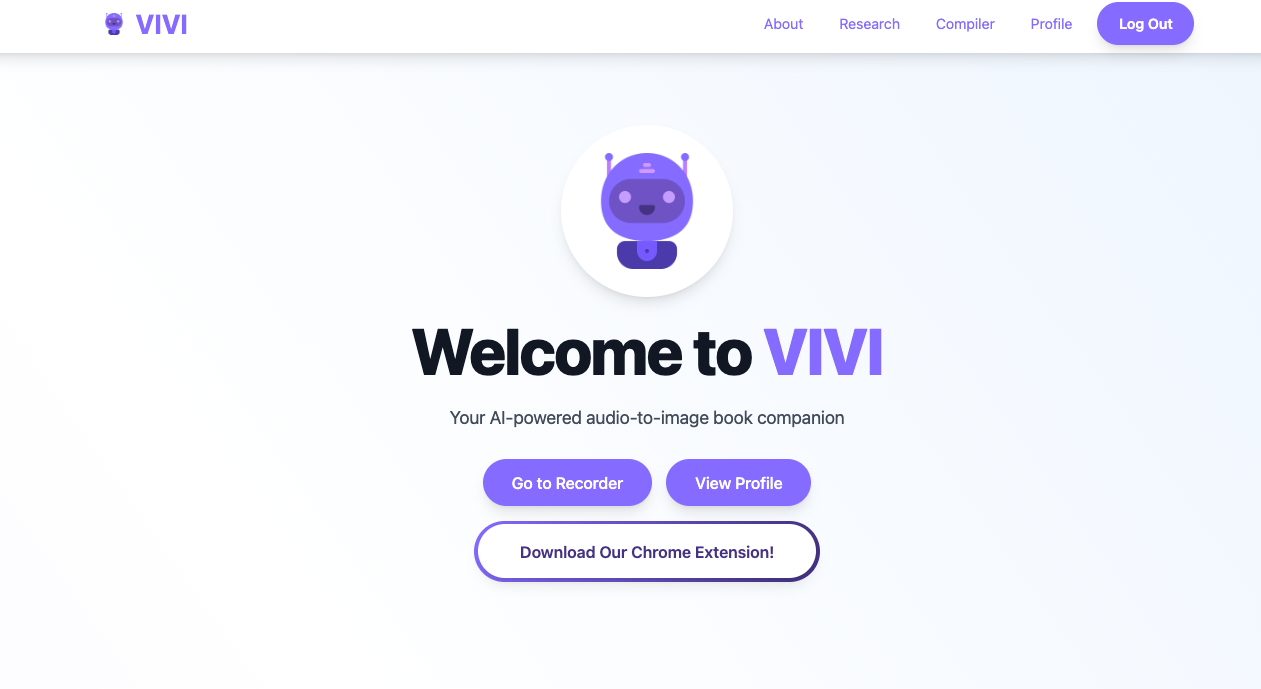 VIVI
About Research Compiler Profile Log Out
Welcome to VIVI
Your AI-powered audio-to-image book companion
Go to Recorder View Profile
Download Our Chrome Extension!